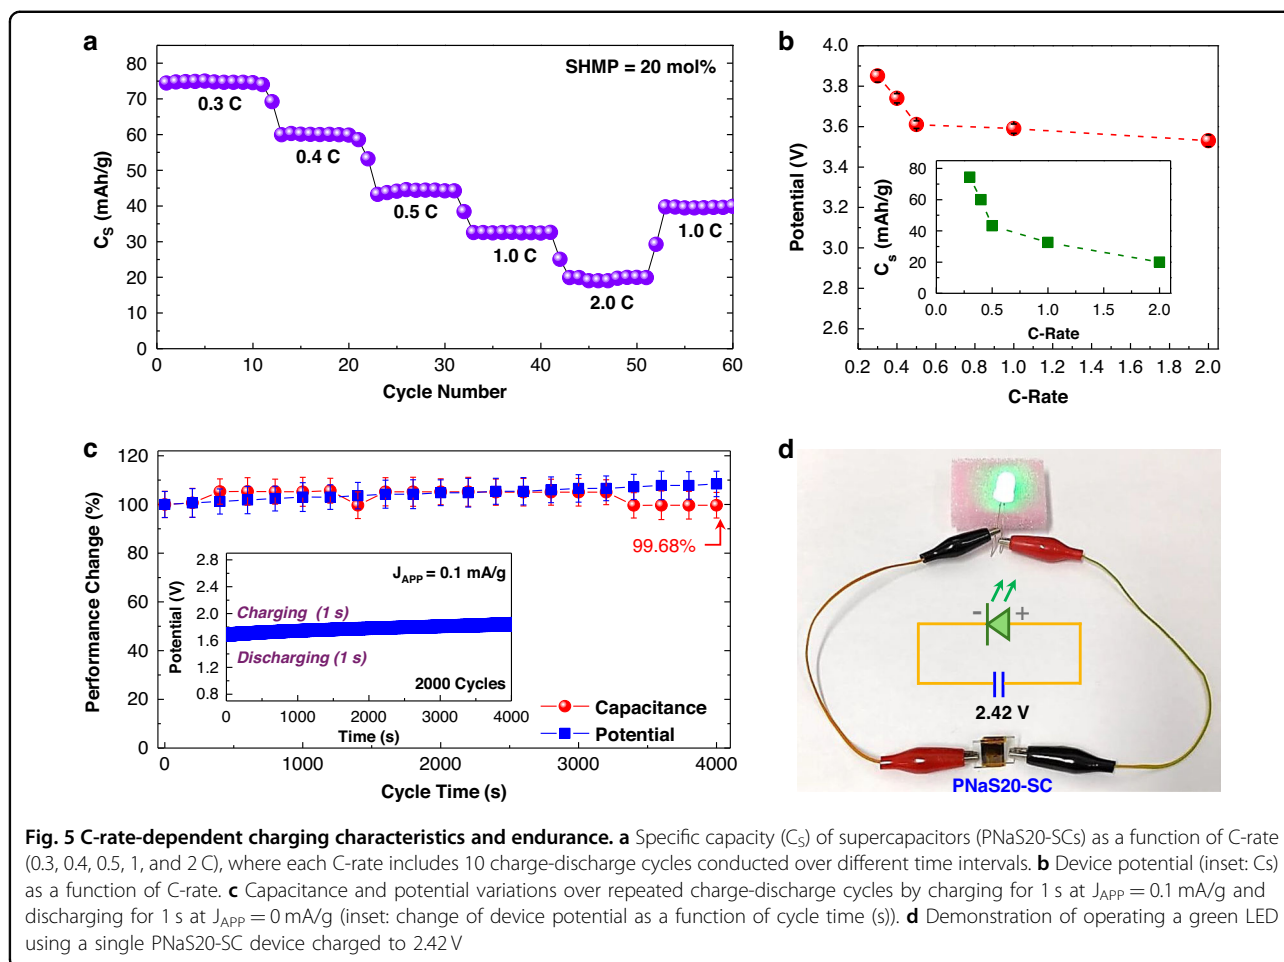 a
80
70
60
50
40
30
20
10
0
C_S (mAh/g)
SHMP = 20 mol%
0.3 C
0.4 C
0.5 C
1.0 C
2.0 C
1.0 C
0 10 20 30 40 50 60
Cycle Number
b
4.0
3.8
3.6
3.4
3.2
3.0
2.8
2.6
Potential (V)
80
60
40
20
0
C_s (mAh/g)
0.0 0.5 1.0 1.5 2.0
C-Rate
0.2 0.4 0.6 0.8 1.0 1.2 1.4 1.6 1.8 2.0
C-Rate
c
120
100
80
60
40
20
0
Performance Change (%)
99.68%
2.8
2.4
2.0
1.6
1.2
0.8
Potential (V)
J_APP = 0.1 mA/g
Charging (1 s)
Discharging (1 s)
2000 Cycles
0 1000 2000 3000 4000
Time (s)
Capacitance
Potential
0 1000 2000 3000 4000
Cycle Time (s)
d
- +
2.42 V
PNaS20-SC
Fig. 5 C-rate-dependent charging characteristics and endurance. a Specific capacity (C_S) of supercapacitors (PNaS20-SCs) as a function of C-rate
(0.3, 0.4, 0.5, 1, and 2 C), where each C-rate includes 10 charge-discharge cycles conducted over different time intervals. b Device potential (inset: Cs)
as a function of C-rate. c Capacitance and potential variations over repeated charge-discharge cycles by charging for 1 s at J_APP = 0.1 mA/g and
discharging for 1 s at J_APP = 0 mA/g (inset: change of device potential as a function of cycle time (s)). d Demonstration of operating a green LED
using a single PNaS20-SC device charged to 2.42 V